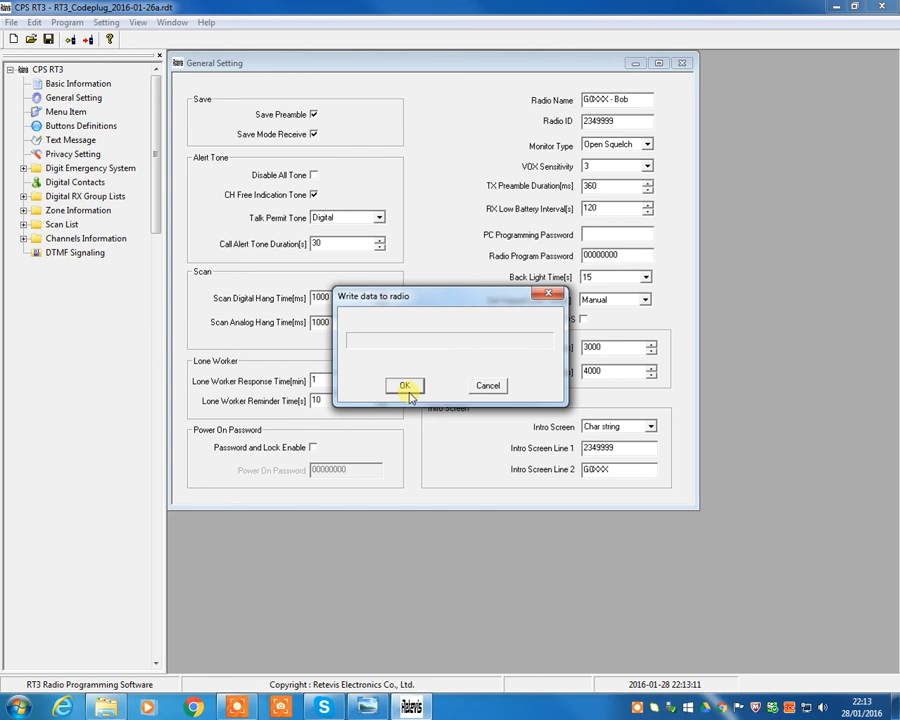 CPS RT3 - RT3_Codeplug_2016-01-26a.rdt
File Edit Program Setting View Window Help
CPS RT3
Basic Information
General Setting
Menu Item
Buttons Definitions
Text Message
Privacy Setting
Digit Emergency System
Digital Contacts
Digital RX Group Lists
Zone Information
Scan List
Channels Information
DTMF Signaling
General Setting
Save
Save Preamble
Save Mode Receive
Alert Tone
Disable All Tone
CH Free Indication Tone
Talk Permit Tone Digital
Call Alert Tone Duration[s] 30
Scan
Scan Digital Hang Time[ms] 1000
Scan Analog Hang Time[ms] 1000
Lone Worker
Lone Worker Response Time[min] 1
Lone Worker Reminder Time[s] 10
Power On Password
Password and Lock Enable
Power On Password 00000000
Radio Name G0XXX - Bob
Radio ID 2349999
Monitor Type Open Squelch
VOX Sensitivity 3
TX Preamble Duration[ms] 360
RX Low Battery Interval[s] 120
PC Programming Password
Radio Program Password 00000000
Back Light Time[s] 15
Manual
3000
4000
Intro Screen
Intro Screen Char string
Intro Screen Line 1 2349999
Intro Screen Line 2 G0XXX
Write data to radio
OK Cancel
RT3 Radio Programming Software
Copyright : Retevis Electronics Co., Ltd.
2016-01-28 22:13:11
Retevis
22:13
28/01/2016